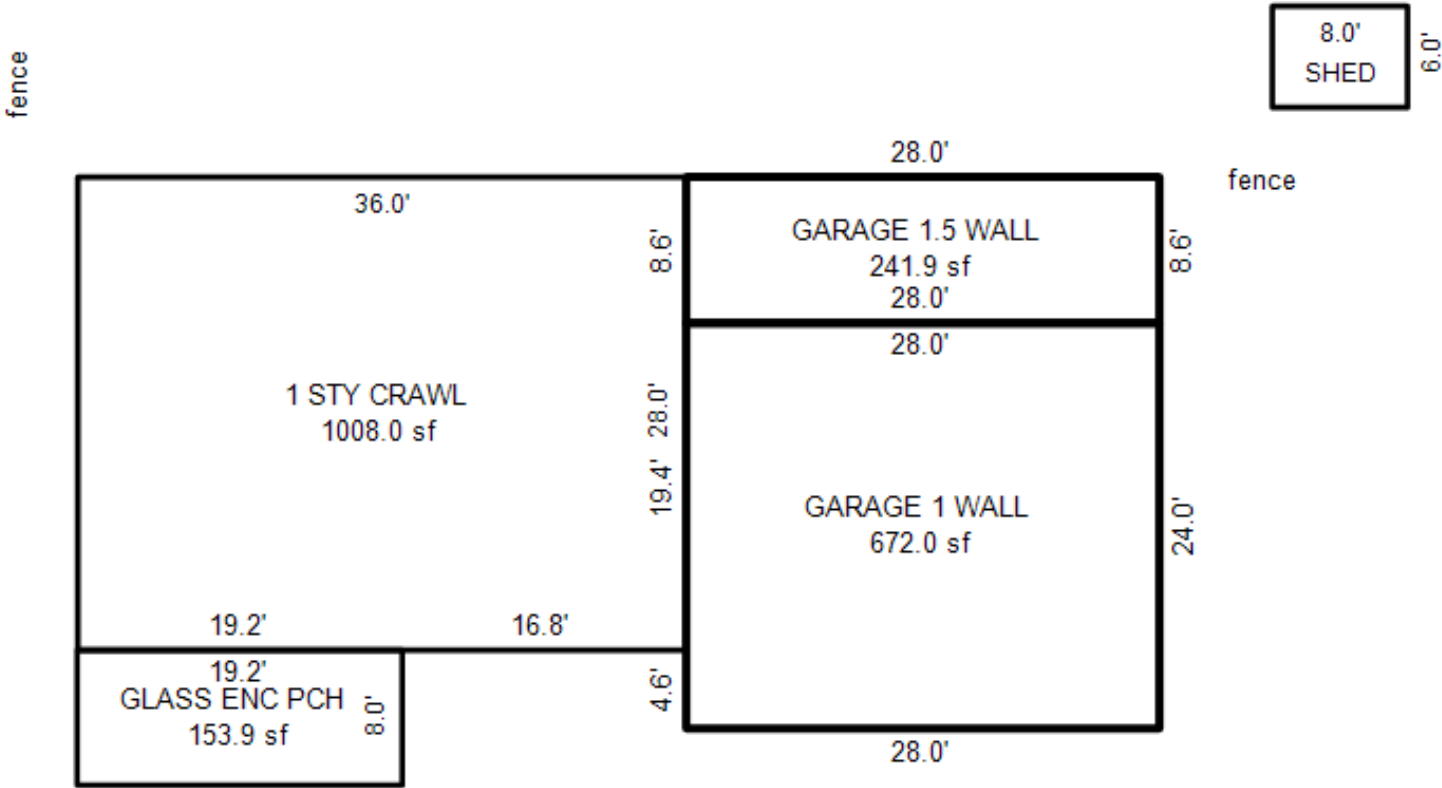 8.0'
SHED
6.0'
fence
28.0'
fence
36.0'
8.6'
GARAGE 1.5 WALL
241.9 sf
28.0'
8.6'
28.0'
1 STY CRAWL
1008.0 sf
28.0'
19.4'
GARAGE 1 WALL
672.0 sf
24.0'
19.2'
16.8'
19.2'
GLASS ENC PCH
153.9 sf
8.0'
4.6'
28.0'